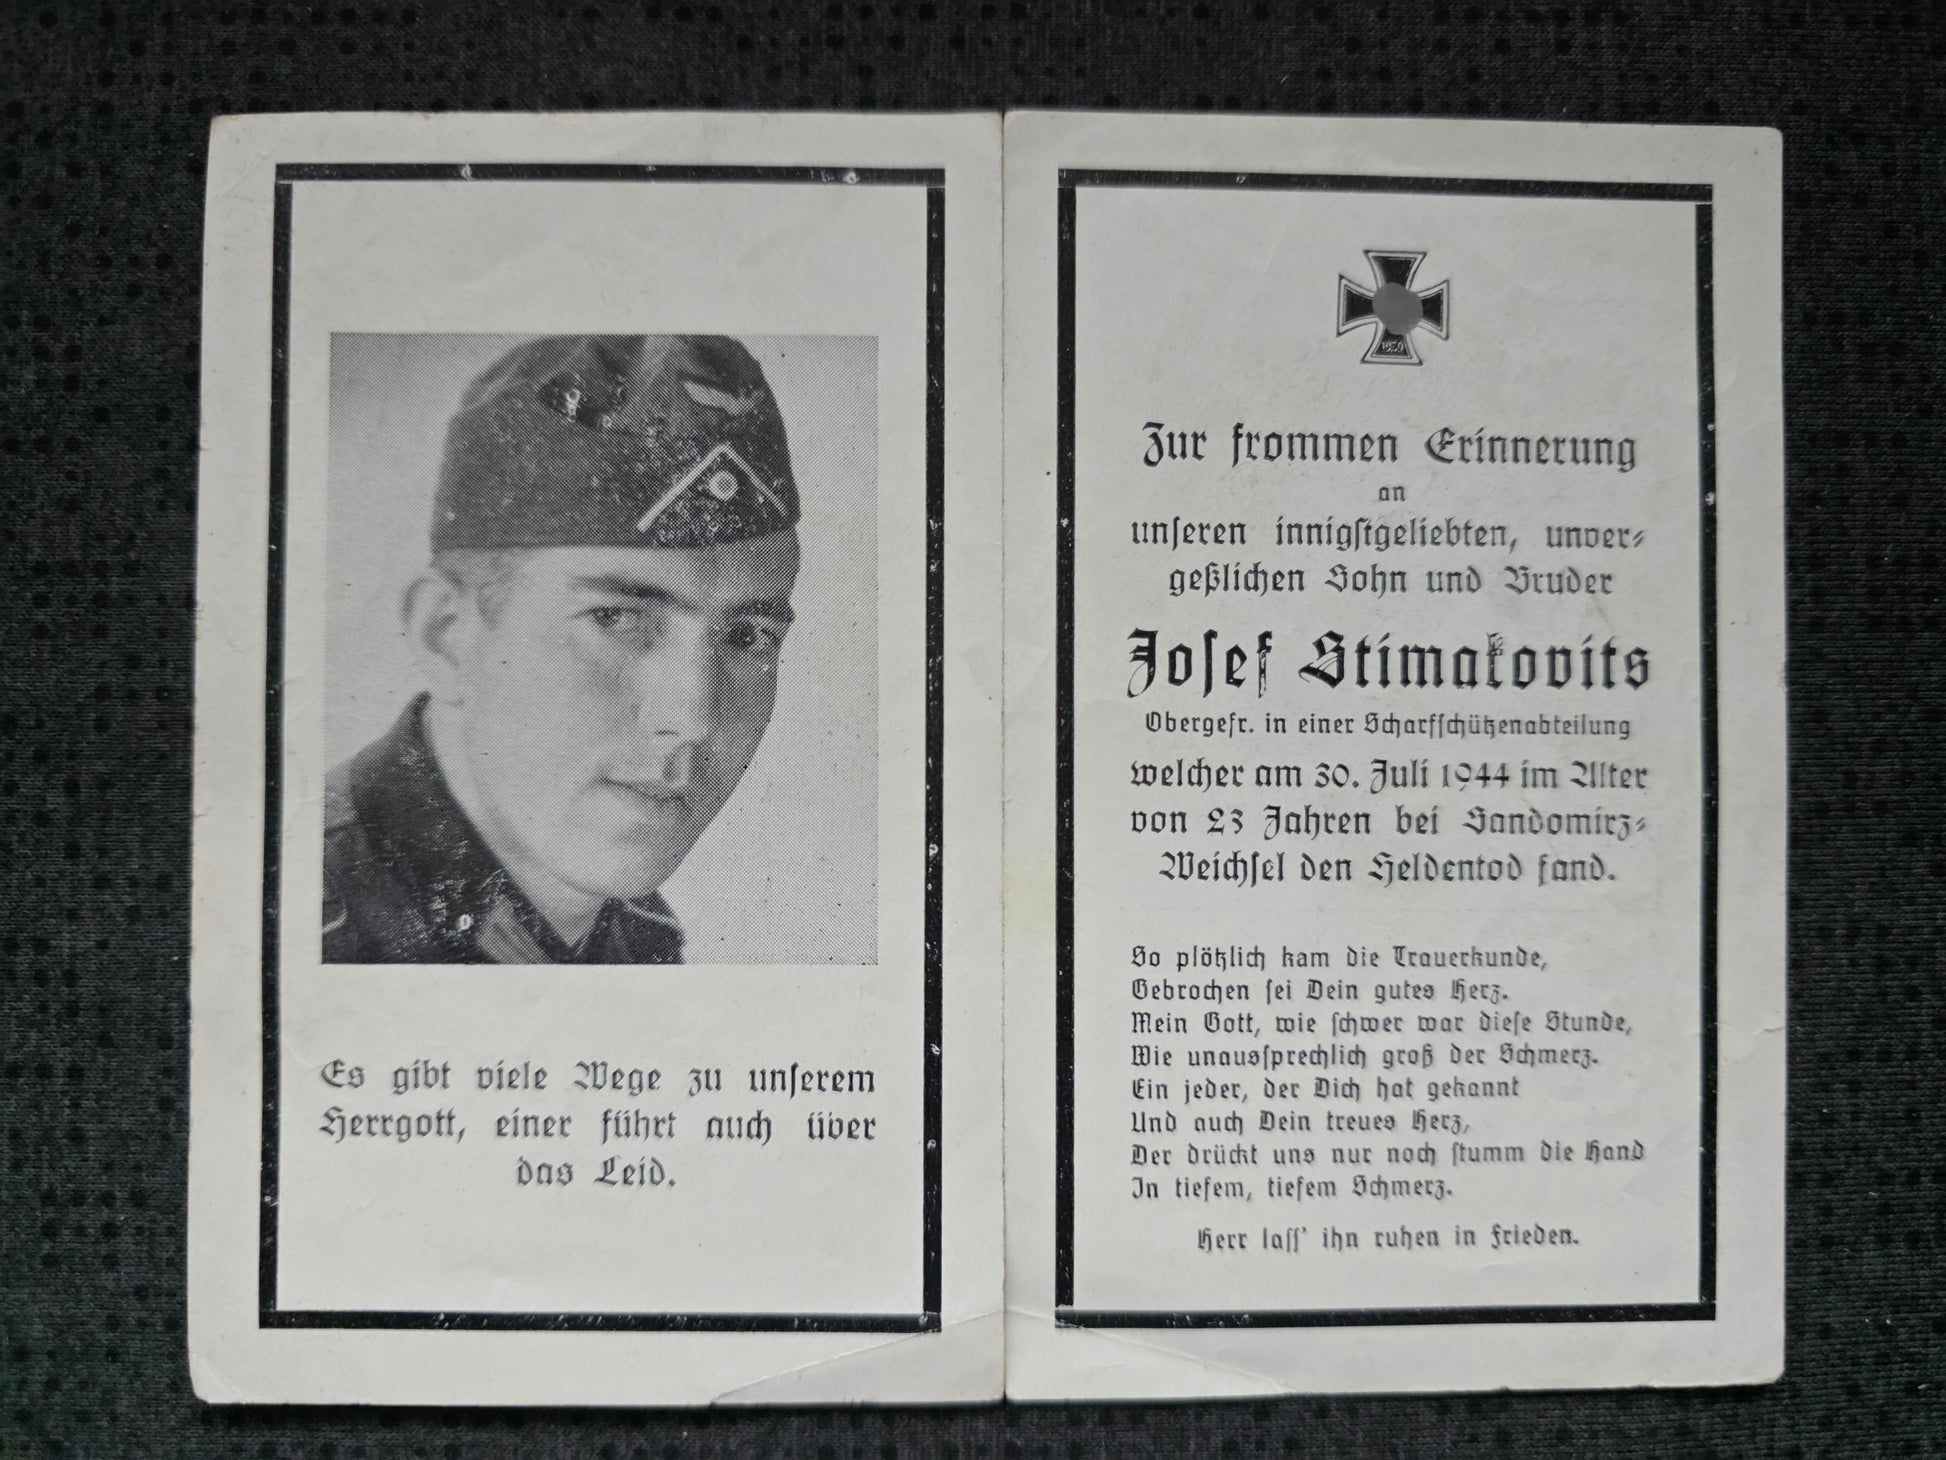 Es gibt viele Wege zu unserem
Herrgott, einer führt auch über
das Leid.
1939
Zur frommen Erinnerung
an
unseren innigstgeliebten, unver-
geßlichen Sohn und Bruder
Josef Stimakovits
Obergefr. in einer Scharfschützenabteilung
welcher am 30. Juli 1944 im Alter
von 23 Jahren bei Sandomirz-
Weichsel den Heldentod fand.
So plötzlich kam die Trauerkunde,
Gebrochen sei Dein gutes Herz.
Mein Gott, wie schwer war diese Stunde,
Wie unaussprechlich groß der Schmerz.
Ein jeder, der Dich hat gekannt
Und auch Dein treues Herz,
Der drückt uns nur noch stumm die Hand
In tiefem, tiefem Schmerz.
Herr lass' ihn ruhen in Frieden.